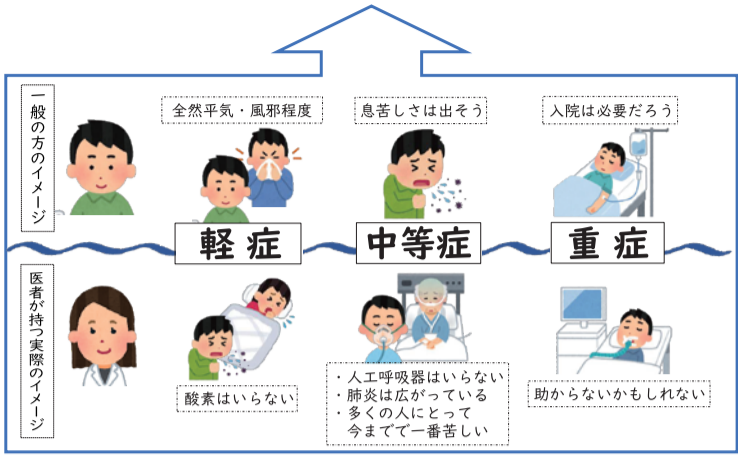 一般の方のイメージ
全然平気・風邪程度
息苦しさは出そう
入院は必要だろう
軽症
中等症
重症
医者が持つ実際のイメージ
酸素はいらない
・人工呼吸器はいらない
・肺炎は広がっている
・多くの人にとって
今までで一番苦しい
助からないかもしれない